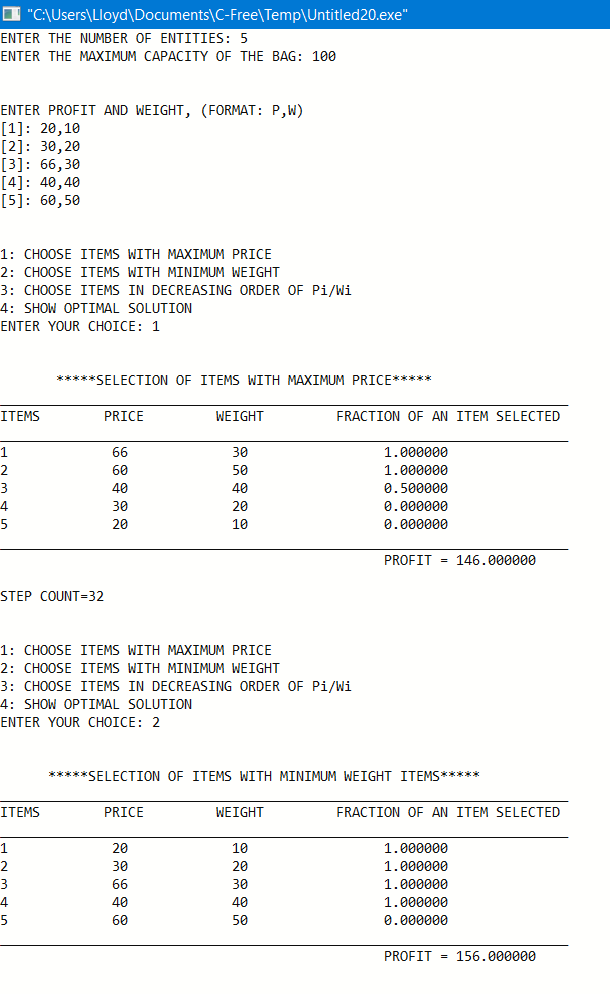 "C:\Users\Lloyd\Documents\C-Free\Temp\Untitled20.exe"
ENTER THE NUMBER OF ENTITIES: 5
ENTER THE MAXIMUM CAPACITY OF THE BAG: 100
ENTER PROFIT AND WEIGHT, (FORMAT: P,W)
[1]: 20,10
[2]: 30,20
[3]: 66,30
[4]: 40,40
[5]: 60,50
1: CHOOSE ITEMS WITH MAXIMUM PRICE
2: CHOOSE ITEMS WITH MINIMUM WEIGHT
3: CHOOSE ITEMS IN DECREASING ORDER OF Pi/Wi
4: SHOW OPTIMAL SOLUTION
ENTER YOUR CHOICE: 1
*****SELECTION OF ITEMS WITH MAXIMUM PRICE*****
ITEMS PRICE WEIGHT FRACTION OF AN ITEM SELECTED
1 66 30 1.000000
2 60 50 1.000000
3 40 40 0.500000
4 30 20 0.000000
5 20 10 0.000000
PROFIT = 146.000000
STEP COUNT=32
1: CHOOSE ITEMS WITH MAXIMUM PRICE
2: CHOOSE ITEMS WITH MINIMUM WEIGHT
3: CHOOSE ITEMS IN DECREASING ORDER OF Pi/Wi
4: SHOW OPTIMAL SOLUTION
ENTER YOUR CHOICE: 2
*****SELECTION OF ITEMS WITH MINIMUM WEIGHT ITEMS*****
ITEMS PRICE WEIGHT FRACTION OF AN ITEM SELECTED
1 20 10 1.000000
2 30 20 1.000000
3 66 30 1.000000
4 40 40 1.000000
5 60 50 0.000000
PROFIT = 156.000000